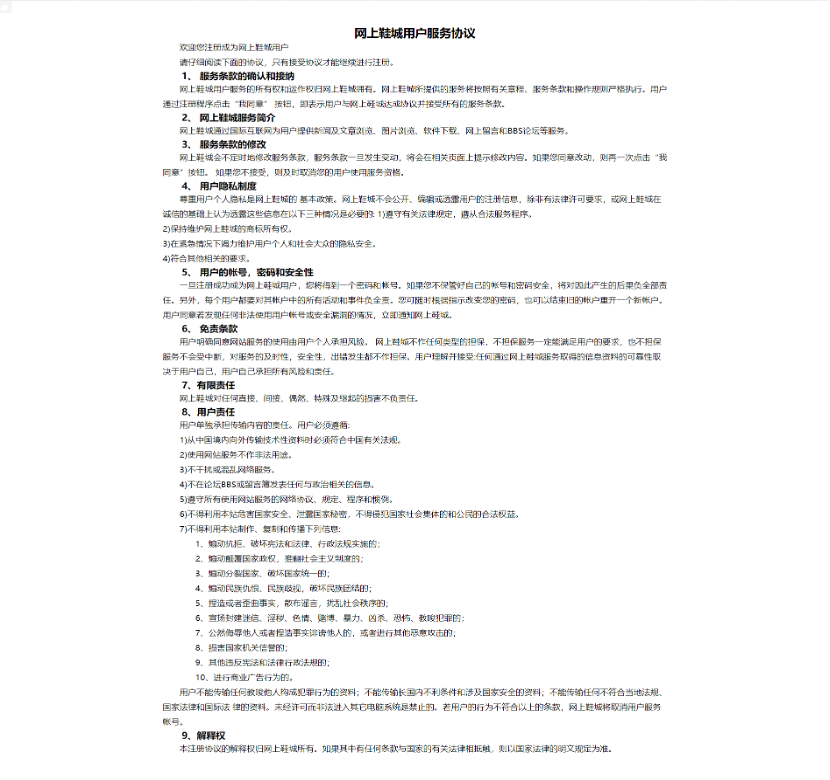 网上鞋城用户服务协议
欢迎您注册成为网上鞋城用户
请仔细阅读下面的协议，只有接受协议才能继续进行注册。
1、 服务条款的确认和接纳
网上鞋城用户服务的所有权和运作权归网上鞋城拥有。网上鞋城所提供的服务将按照有关章程、服务条款和操作规则严格执行。用户
通过注册程序点击“我同意” 按钮，即表示用户与网上鞋城达成协议并接受所有的服务条款。
2、 网上鞋城服务简介
网上鞋城通过国际互联网为用户提供新闻及文章浏览、图片浏览、软件下载、网上留言和BBS论坛等服务。
3、 服务条款的修改
网上鞋城会不定时地修改服务条款，服务条款一旦发生变动，将会在相关页面上提示修改内容。如果您同意改动，则再一次点击“我
同意”按钮。 如果您不接受，则及时取消您的用户使用服务资格。
4、 用户隐私制度
尊重用户个人隐私是网上鞋城的 基本政策。网上鞋城不会公开、编辑或透露用户的注册信息，除非有法律许可要求，或网上鞋城在
诚信的基础上认为透露这些信息在以下三种情况是必要的: 1)遵守有关法律规定，遵从合法服务程序。
2)保持维护网上鞋城的商标所有权。
3)在紧急情况下竭力维护用户个人和社会大众的隐私安全。
4)符合其他相关的要求。
5、 用户的帐号，密码和安全性
一旦注册成功成为网上鞋城用户，您将得到一个密码和帐号。如果您不保管好自己的帐号和密码安全，将对因此产生的后果负全部责
任。另外，每个用户都要对其帐户中的所有活动和事件负全责。您可随时根据指示改变您的密码，也可以结束旧的帐户重开一个新帐户。
用户同意若发现任何非法使用用户帐号或安全漏洞的情况，立即通知网上鞋城。
6、 免责条款
用户明确同意网站服务的使用由用户个人承担风险。 网上鞋城不作任何类型的担保，不担保服务一定能满足用户的要求，也不担保
服务不会受中断，对服务的及时性，安全性，出错发生都不作担保。用户理解并接受:任何通过网上鞋城服务取得的信息资料的可靠性取
决于用户自己，用户自己承担所有风险和责任。
7、有限责任
网上鞋城对任何直接、间接、偶然、特殊及继起的损害不负责任。
8、用户责任
用户单独承担传输内容的责任。用户必须遵循:
1)从中国境内向外传输技术性资料时必须符合中国有关法规。
2)使用网站服务不作非法用途。
3)不干扰或混乱网络服务。
4)不在论坛BBS或留言簿发表任何与政治相关的信息。
5)遵守所有使用网站服务的网络协议、规定、程序和惯例。
6)不得利用本站危害国家安全、泄露国家秘密，不得侵犯国家社会集体的和公民的合法权益。
7)不得利用本站制作、复制和传播下列信息:
1、煽动抗拒、破坏宪法和法律、行政法规实施的；
2、煽动颠覆国家政权，推翻社会主义制度的；
3、煽动分裂国家、破坏国家统一的；
4、煽动民族仇恨、民族歧视，破坏民族团结的；
5、捏造或者歪曲事实，散布谣言，扰乱社会秩序的；
6、宣扬封建迷信、淫秽、色情、赌博、暴力、凶杀、恐怖、教唆犯罪的；
7、公然侮辱他人或者捏造事实诽谤他人的，或者进行其他恶意攻击的；
8、损害国家机关信誉的；
9、其他违反宪法和法律行政法规的；
10、进行商业广告行为的。
用户不能传输任何教唆他人构成犯罪行为的资料；不能传输长国内不利条件和涉及国家安全的资料；不能传输任何不符合当地法规、
国家法律和国际法 律的资料。未经许可而非法进入其它电脑系统是禁止的。若用户的行为不符合以上的条款，网上鞋城将取消用户服务
帐号。
9、解释权
本注册协议的解释权归网上鞋城所有。如果其中有任何条款与国家的有关法律相抵触，则以国家法律的明文规定为准。